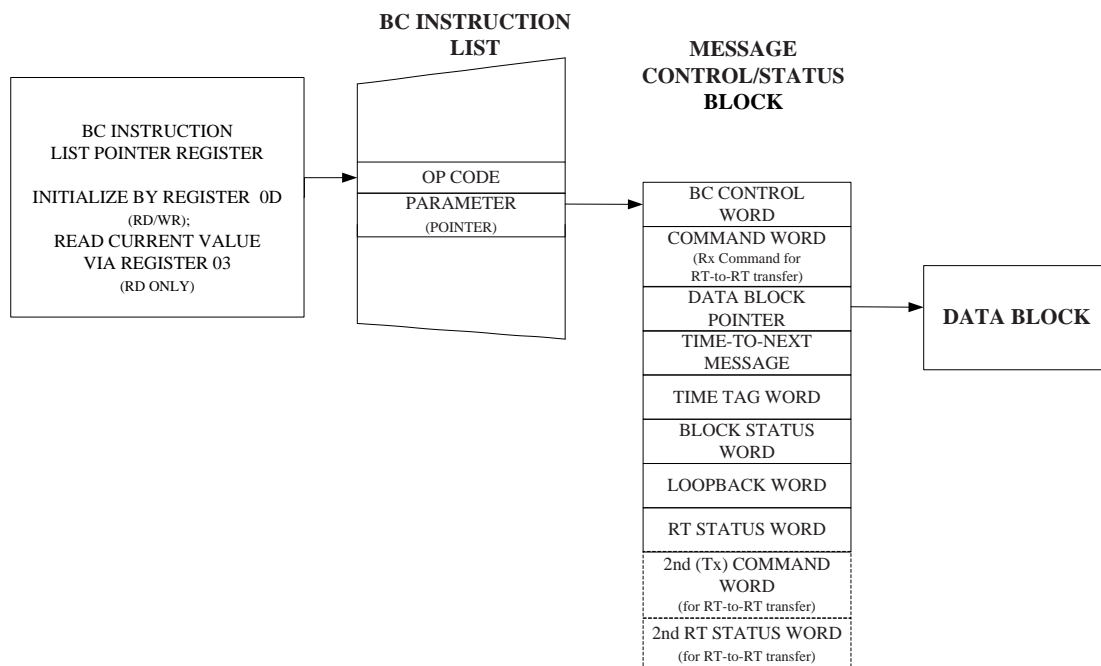 BC INSTRUCTION
LIST
MESSAGE
CONTROL/STATUS
BLOCK
BC INSTRUCTION
LIST POINTER REGISTER
INITIALIZE BY REGISTER 0D
(RD/WR);
READ CURRENT VALUE
VIA REGISTER 03
(RD ONLY)
OP CODE
PARAMETER
(POINTER)
BC CONTROL
WORD
COMMAND WORD
(Rx Command for
RT-to-RT transfer)
DATA BLOCK
POINTER
TIME-TO-NEXT
MESSAGE
TIME TAG WORD
BLOCK STATUS
WORD
LOOPBACK WORD
RT STATUS WORD
2nd (Tx) COMMAND
WORD
(for RT-to-RT transfer)
2nd RT STATUS WORD
(for RT-to-RT transfer)
DATA BLOCK